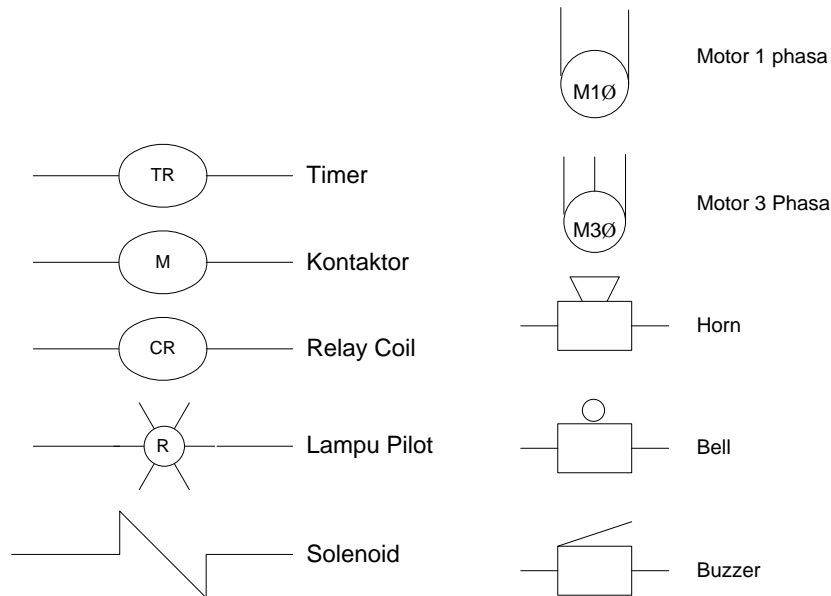 TR Timer
M Kontaktor
CR Relay Coil
R Lampu Pilot
Solenoid
M1Ø Motor 1 phasa
M3Ø Motor 3 Phasa
Horn
Bell
Buzzer